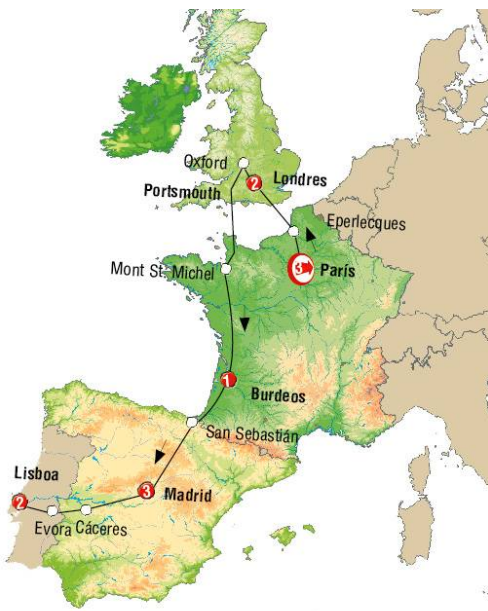 Oxford
2
Londres
Portsmouth
Eperlecques
3
París
Mont St. Michel
1
Burdeos
San Sebastián
Lisboa
2
3
Madrid
Evora
Cáceres